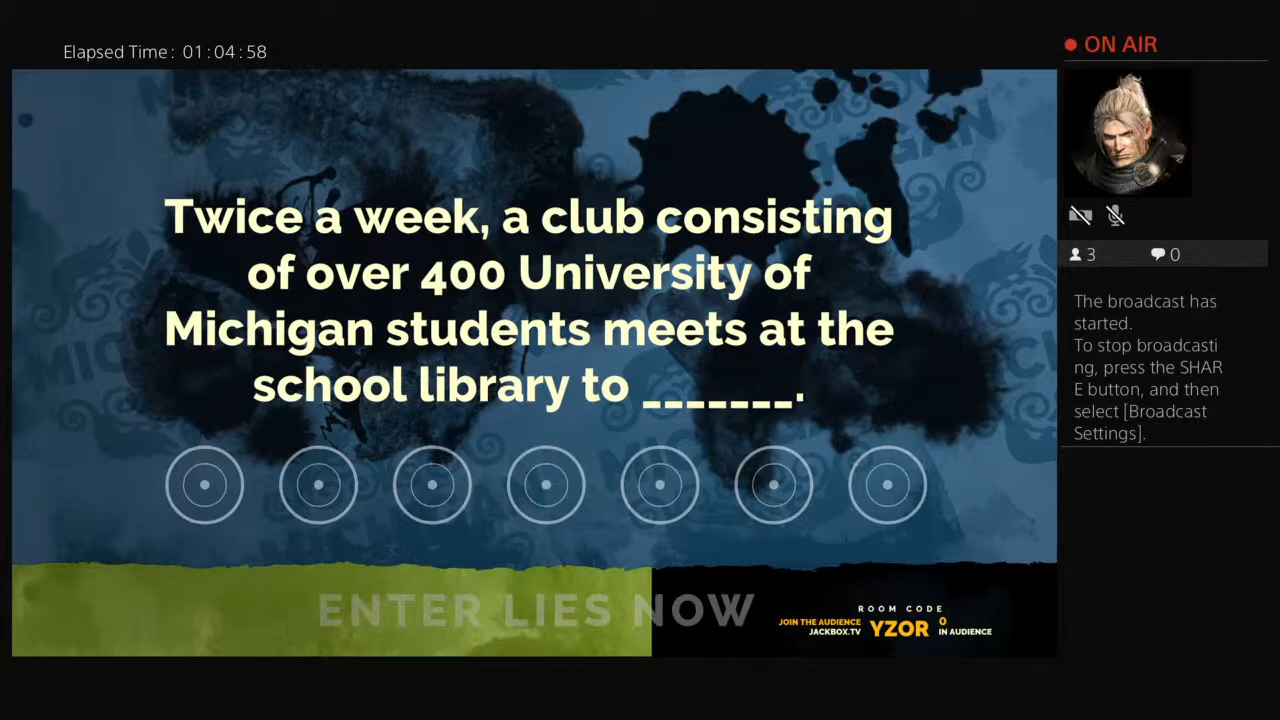 Elapsed Time: 01:04:58
ON AIR
Twice a week, a club consisting
of over 400 University of
Michigan students meets at the
school library to _______.
3
0
The broadcast has
started.
To stop broadcasti
ng, press the SHAR
E button, and then
select [Broadcast
Settings].
ENTER LIES NOW
ROOM CODE
JOIN THE AUDIENCE
JACKBOX.TV
YZOR
0
IN AUDIENCE
MICHIGAN